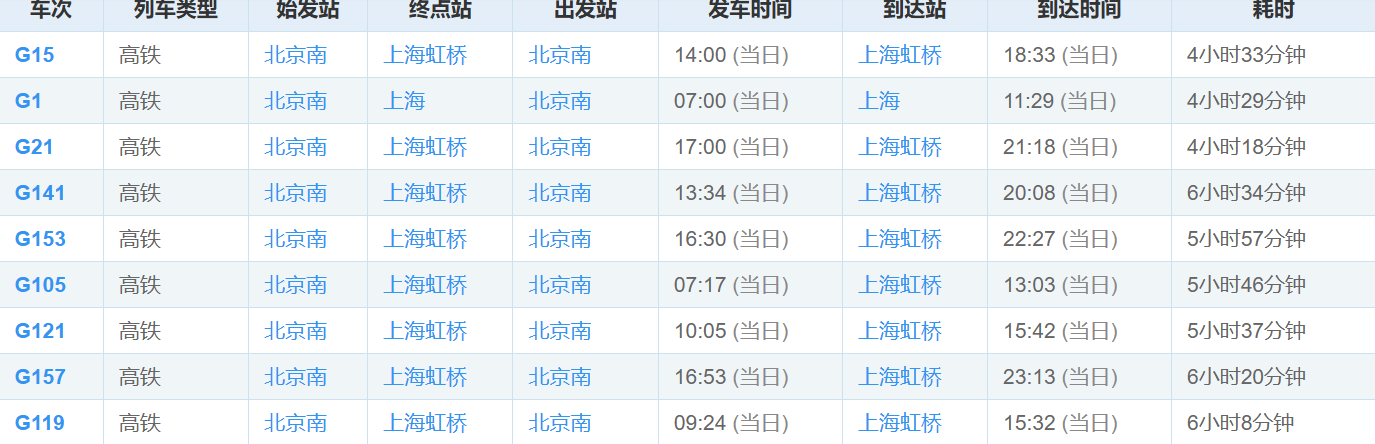 车次 列车类型 始发站 终点站 出发站 发车时间 到达站 到达时间 耗时
G15 高铁 北京南 上海虹桥 北京南 14:00 (当日) 上海虹桥 18:33 (当日) 4小时33分钟
G1 高铁 北京南 上海 北京南 07:00 (当日) 上海 11:29 (当日) 4小时29分钟
G21 高铁 北京南 上海虹桥 北京南 17:00 (当日) 上海虹桥 21:18 (当日) 4小时18分钟
G141 高铁 北京南 上海虹桥 北京南 13:34 (当日) 上海虹桥 20:08 (当日) 6小时34分钟
G153 高铁 北京南 上海虹桥 北京南 16:30 (当日) 上海虹桥 22:27 (当日) 5小时57分钟
G105 高铁 北京南 上海虹桥 北京南 07:17 (当日) 上海虹桥 13:03 (当日) 5小时46分钟
G121 高铁 北京南 上海虹桥 北京南 10:05 (当日) 上海虹桥 15:42 (当日) 5小时37分钟
G157 高铁 北京南 上海虹桥 北京南 16:53 (当日) 上海虹桥 23:13 (当日) 6小时20分钟
G119 高铁 北京南 上海虹桥 北京南 09:24 (当日) 上海虹桥 15:32 (当日) 6小时8分钟